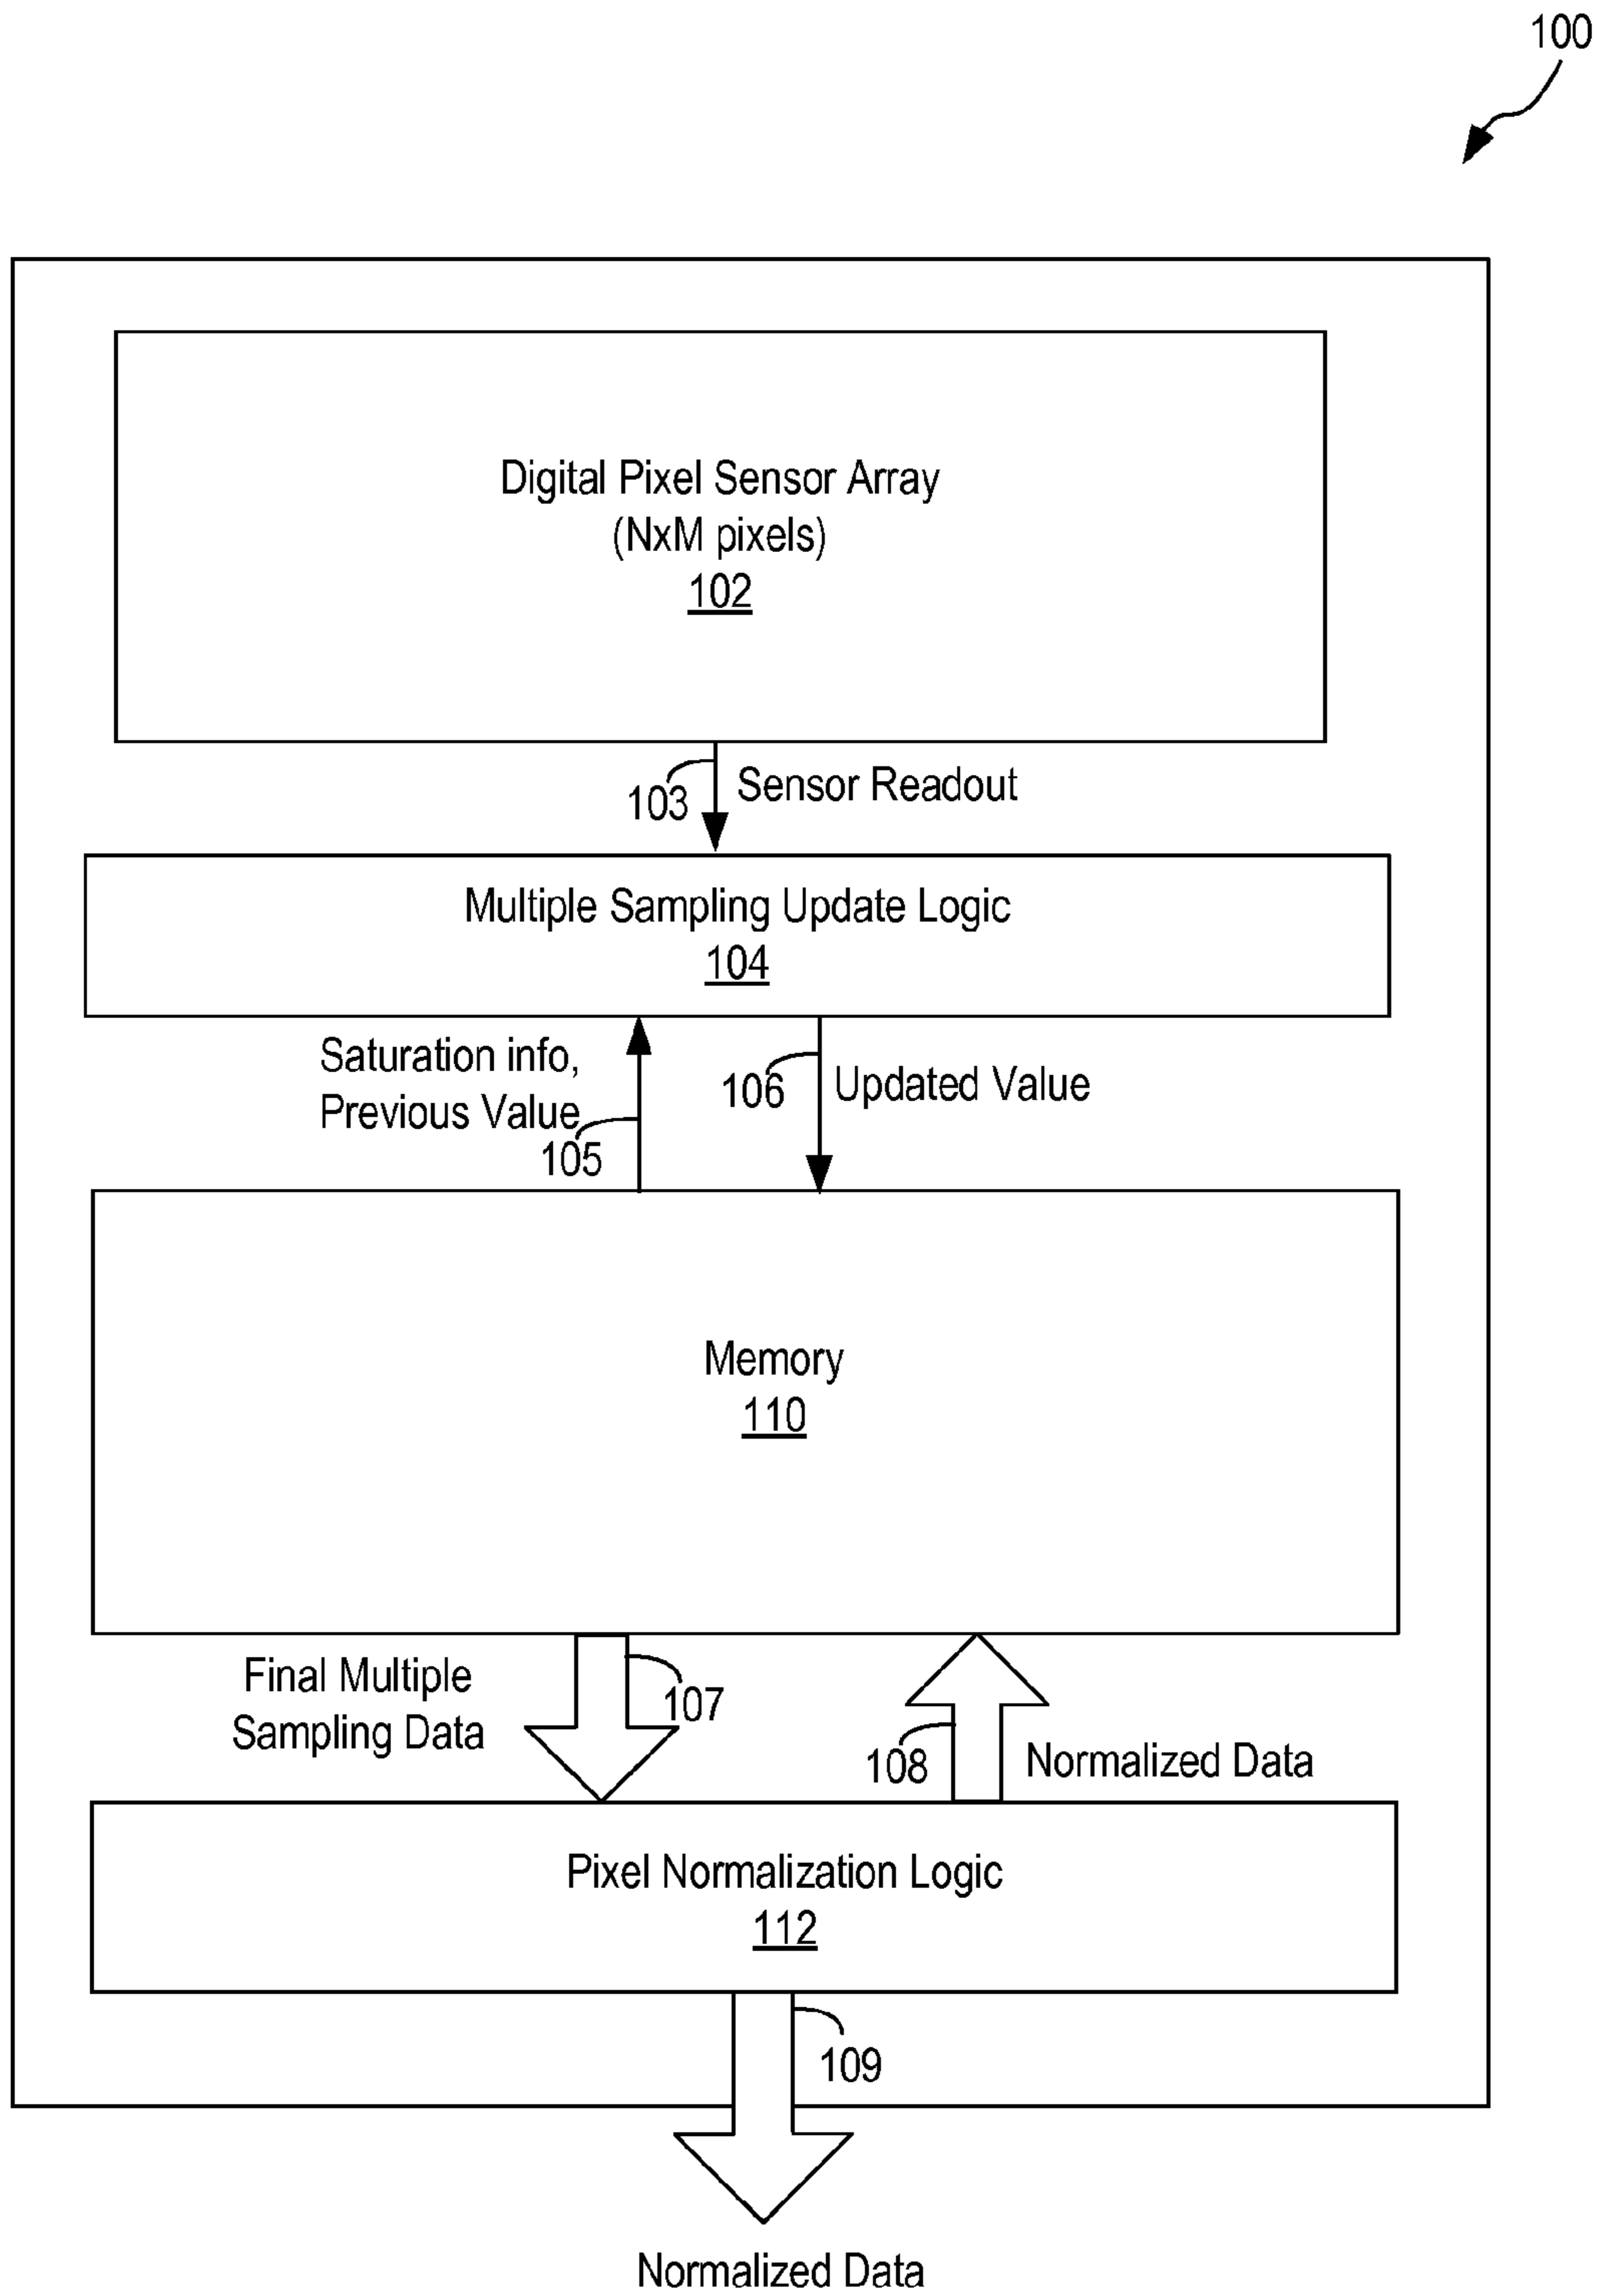 100
Digital Pixel Sensor Array
(NxM pixels)
102
103
Sensor Readout
Multiple Sampling Update Logic
104
Saturation info,
Previous Value
105
106
Updated Value
Memory
110
Final Multiple
Sampling Data
107
108
Normalized Data
Pixel Normalization Logic
112
109
Normalized Data